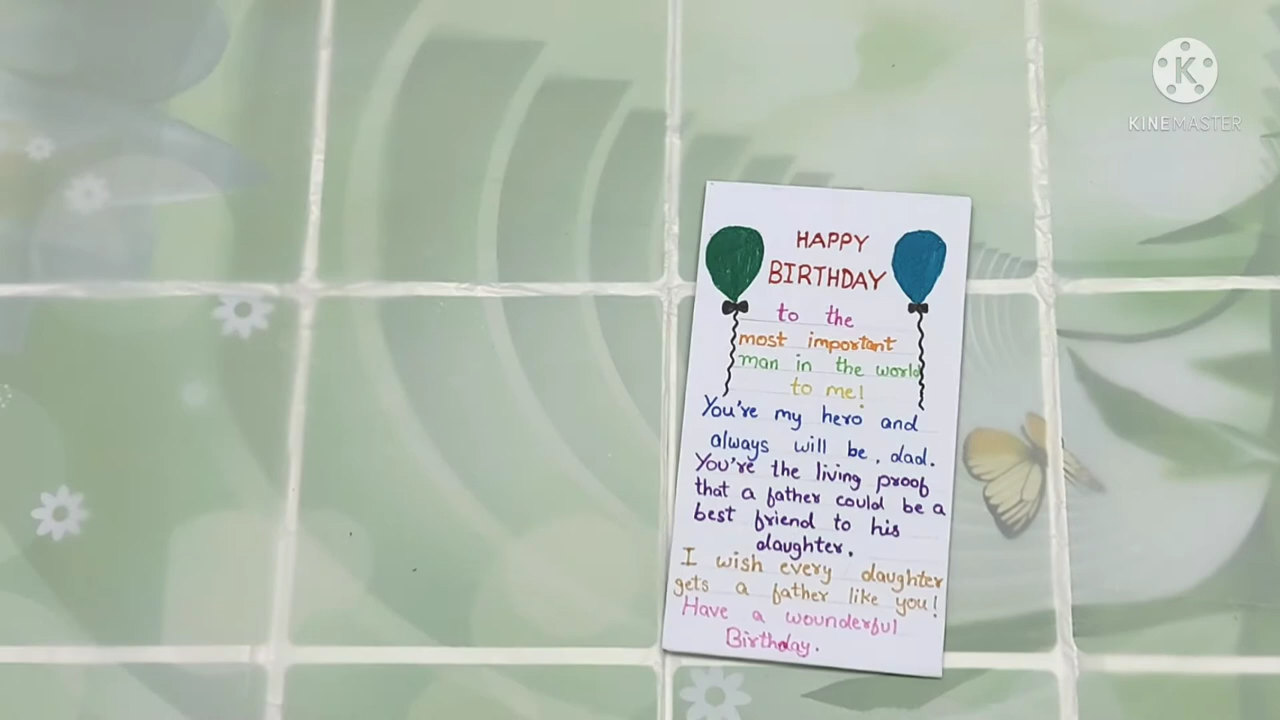 KINEMASTER
HAPPY
BIRTHDAY
to the
most important
man in the world
to me!
You're my hero and
always will be, dad.
You're the living proof
that a father could be a
best friend to his
daughter.
I wish every daughter
gets a father like you!
Have a wounderful
Birthday.